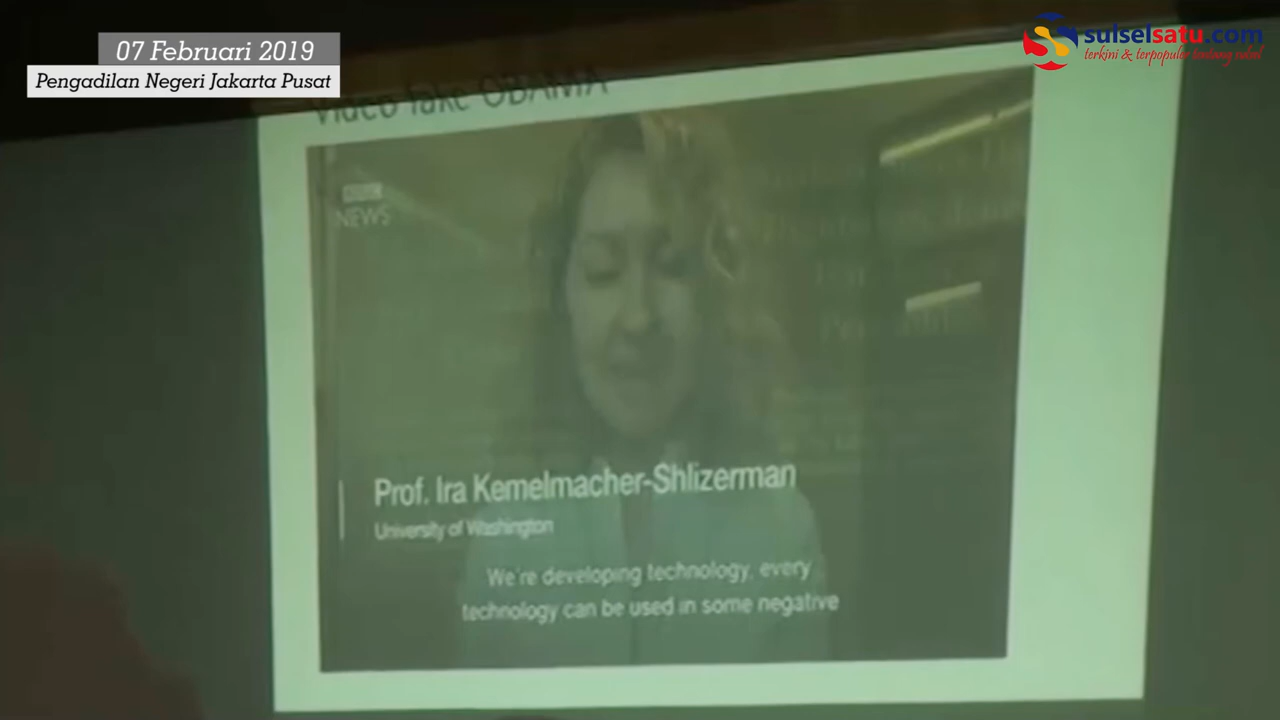 07 Februari 2019
Pengadilan Negeri Jakarta Pusat
sulselsatu.com
terkini & terpopuler tentang sulsel
Video fake OBAMA
BBC
NEWS
Prof. Ira Kemelmacher-Shlizerman
University of Washington
We're developing technology, every
technology can be used in some negative